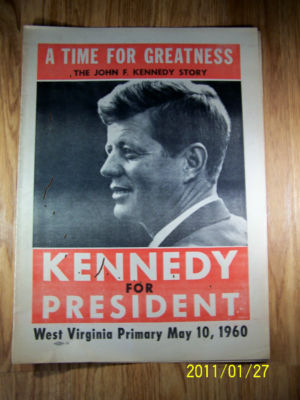 A TIME FOR GREATNESS
THE JOHN F. KENNEDY STORY
KENNEDY
FOR
PRESIDENT
West Virginia Primary May 10, 1960
2011/01/27